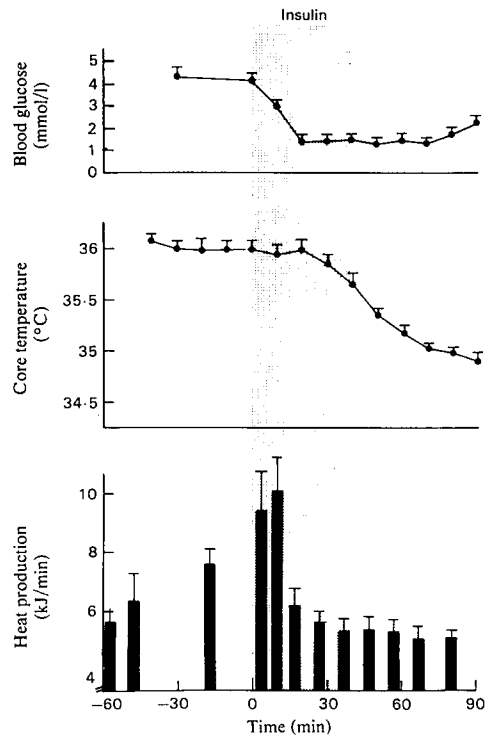 Insulin
Blood glucose
(mmol/l)
5
4
3
2
1
0
Core temperature
(°C)
36
35·5
35
34·5
Heat production
(kJ/min)
10
8
6
4
−60 −30 0 30 60 90
Time (min)